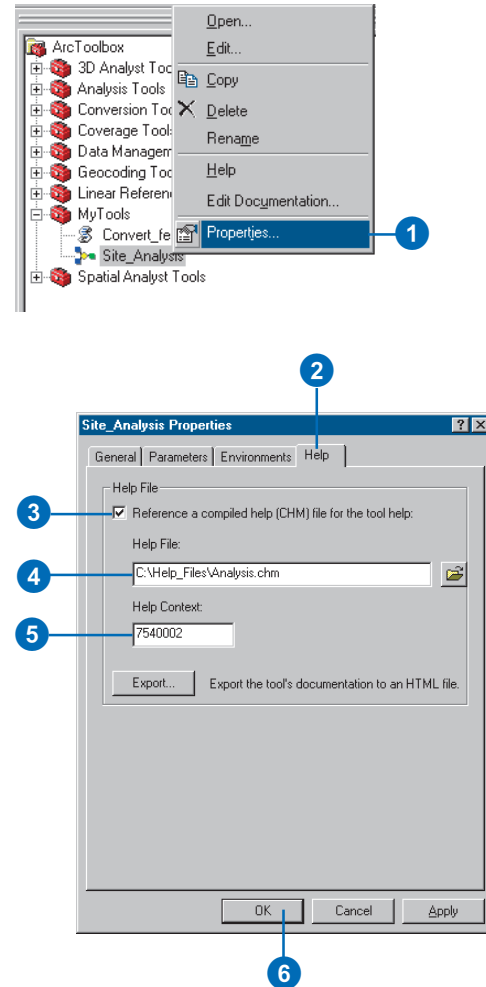 ArcToolbox
3D Analyst Too
Analysis Tools
Conversion Too
Coverage Tool
Data Managem
Geocoding Too
Linear Referen
MyTools
Convert_fe
Site_Analysis
Spatial Analyst Tools
Open...
Edit...
Copy
Delete
Rename
Help
Edit Documentation...
Properties...
1
2
Site_Analysis Properties
General Parameters Environments Help
Help File
3
Reference a compiled help (CHM) file for the tool help:
Help File:
4
C:\Help_Files\Analysis.chm
Help Context:
5
7540002
Export... Export the tool's documentation to an HTML file.
OK Cancel Apply
6